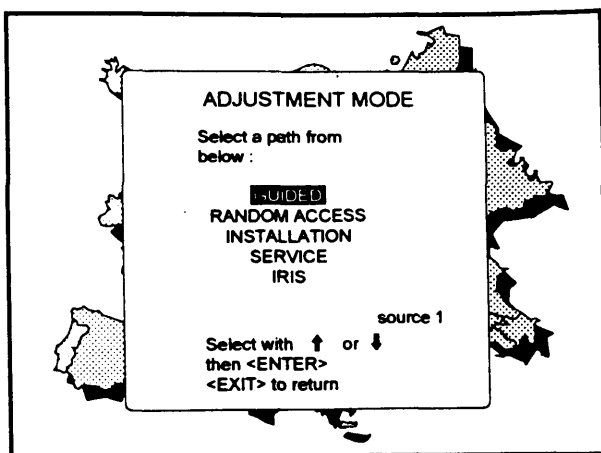 ADJUSTMENT MODE
Select a path from
below :
GUIDED
RANDOM ACCESS
INSTALLATION
SERVICE
IRIS
source 1
Select with ⬆ or ⬇
then <ENTER>
<EXIT> to return